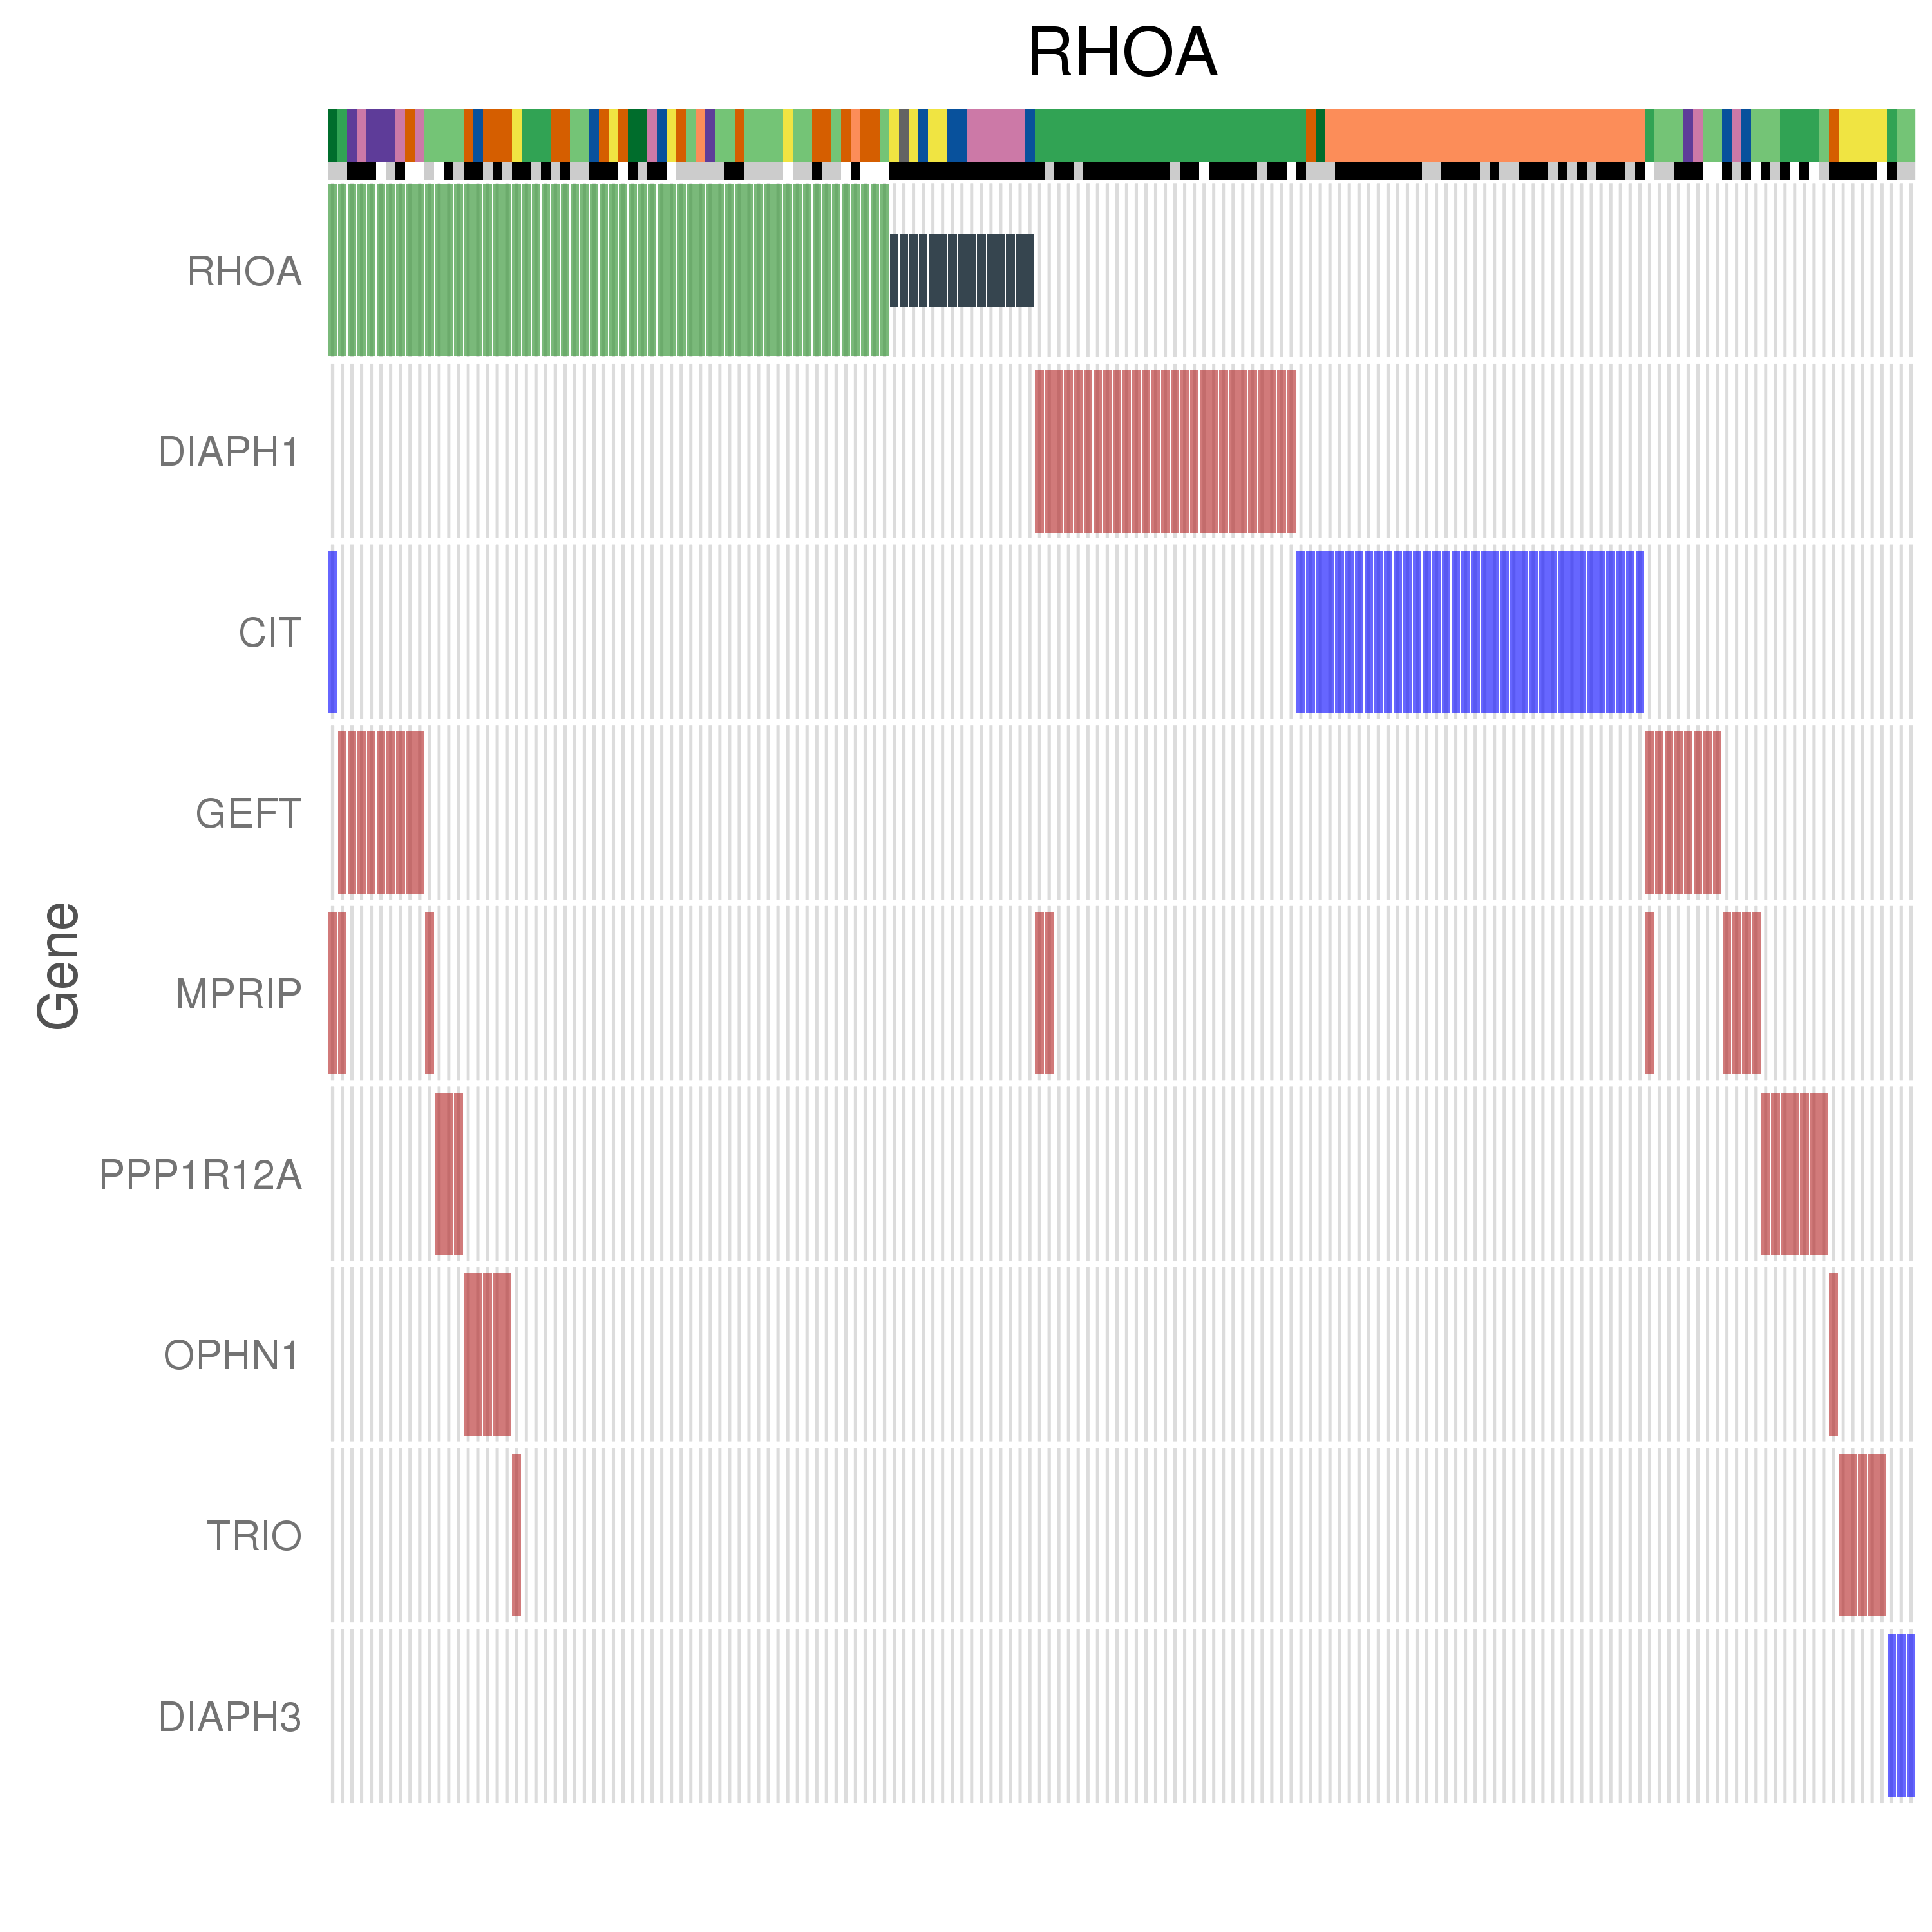 RHOA
RHOA
DIAPH1
CIT
GEFT
MPRIP
PPP1R12A
OPHN1
TRIO
DIAPH3
Gene